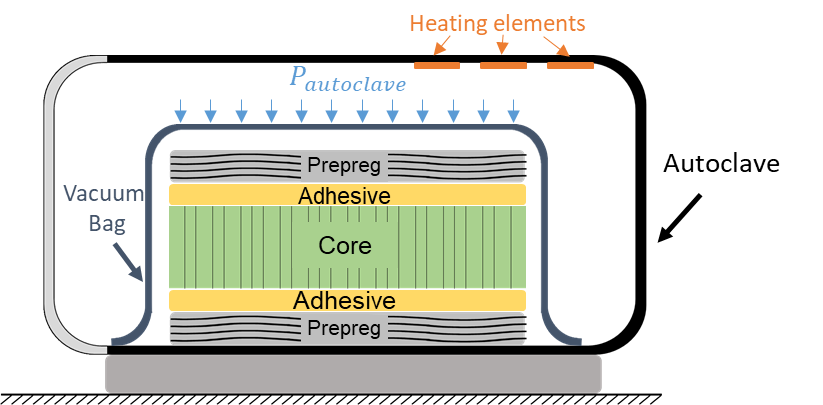 Heating elements
P_autoclave
Autoclave
Prepreg
Adhesive
Vacuum
Bag
Core
Adhesive
Prepreg